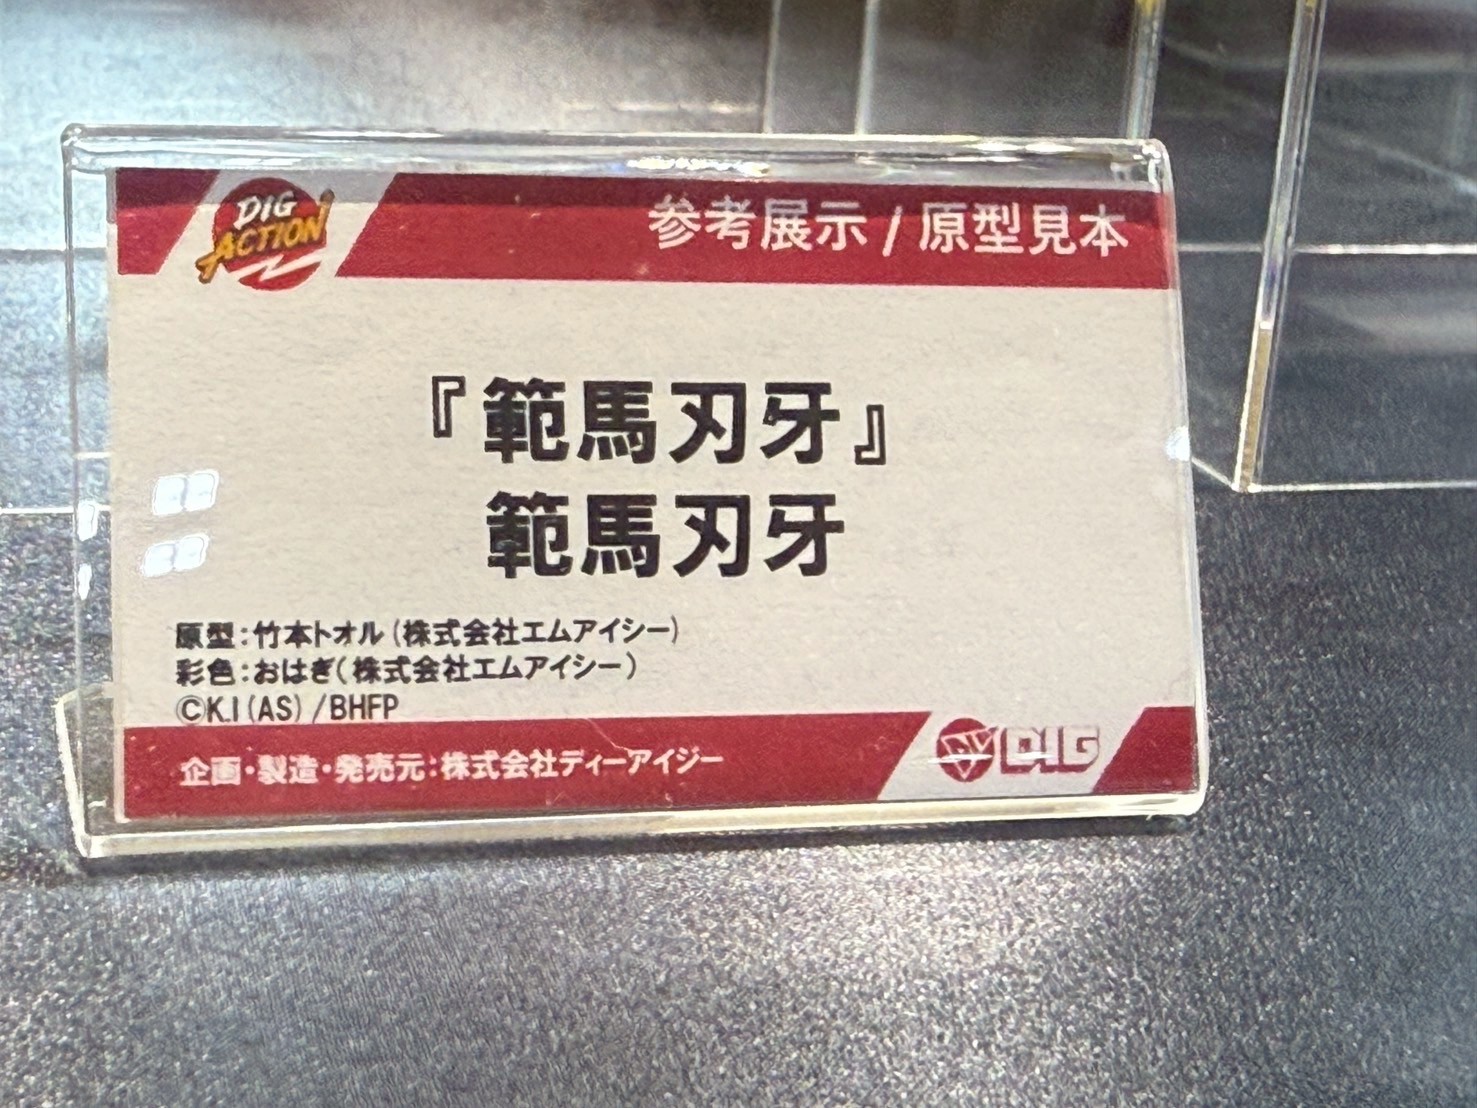 DIG
ACTION
参考展示 / 原型見本
『範馬刃牙』
範馬刃牙
原型:竹本トオル(株式会社エムアイシー)
彩色:おはぎ(株式会社エムアイシー)
©K.I(AS)/BHFP
企画・製造・発売元:株式会社ディーアイジー
DIG